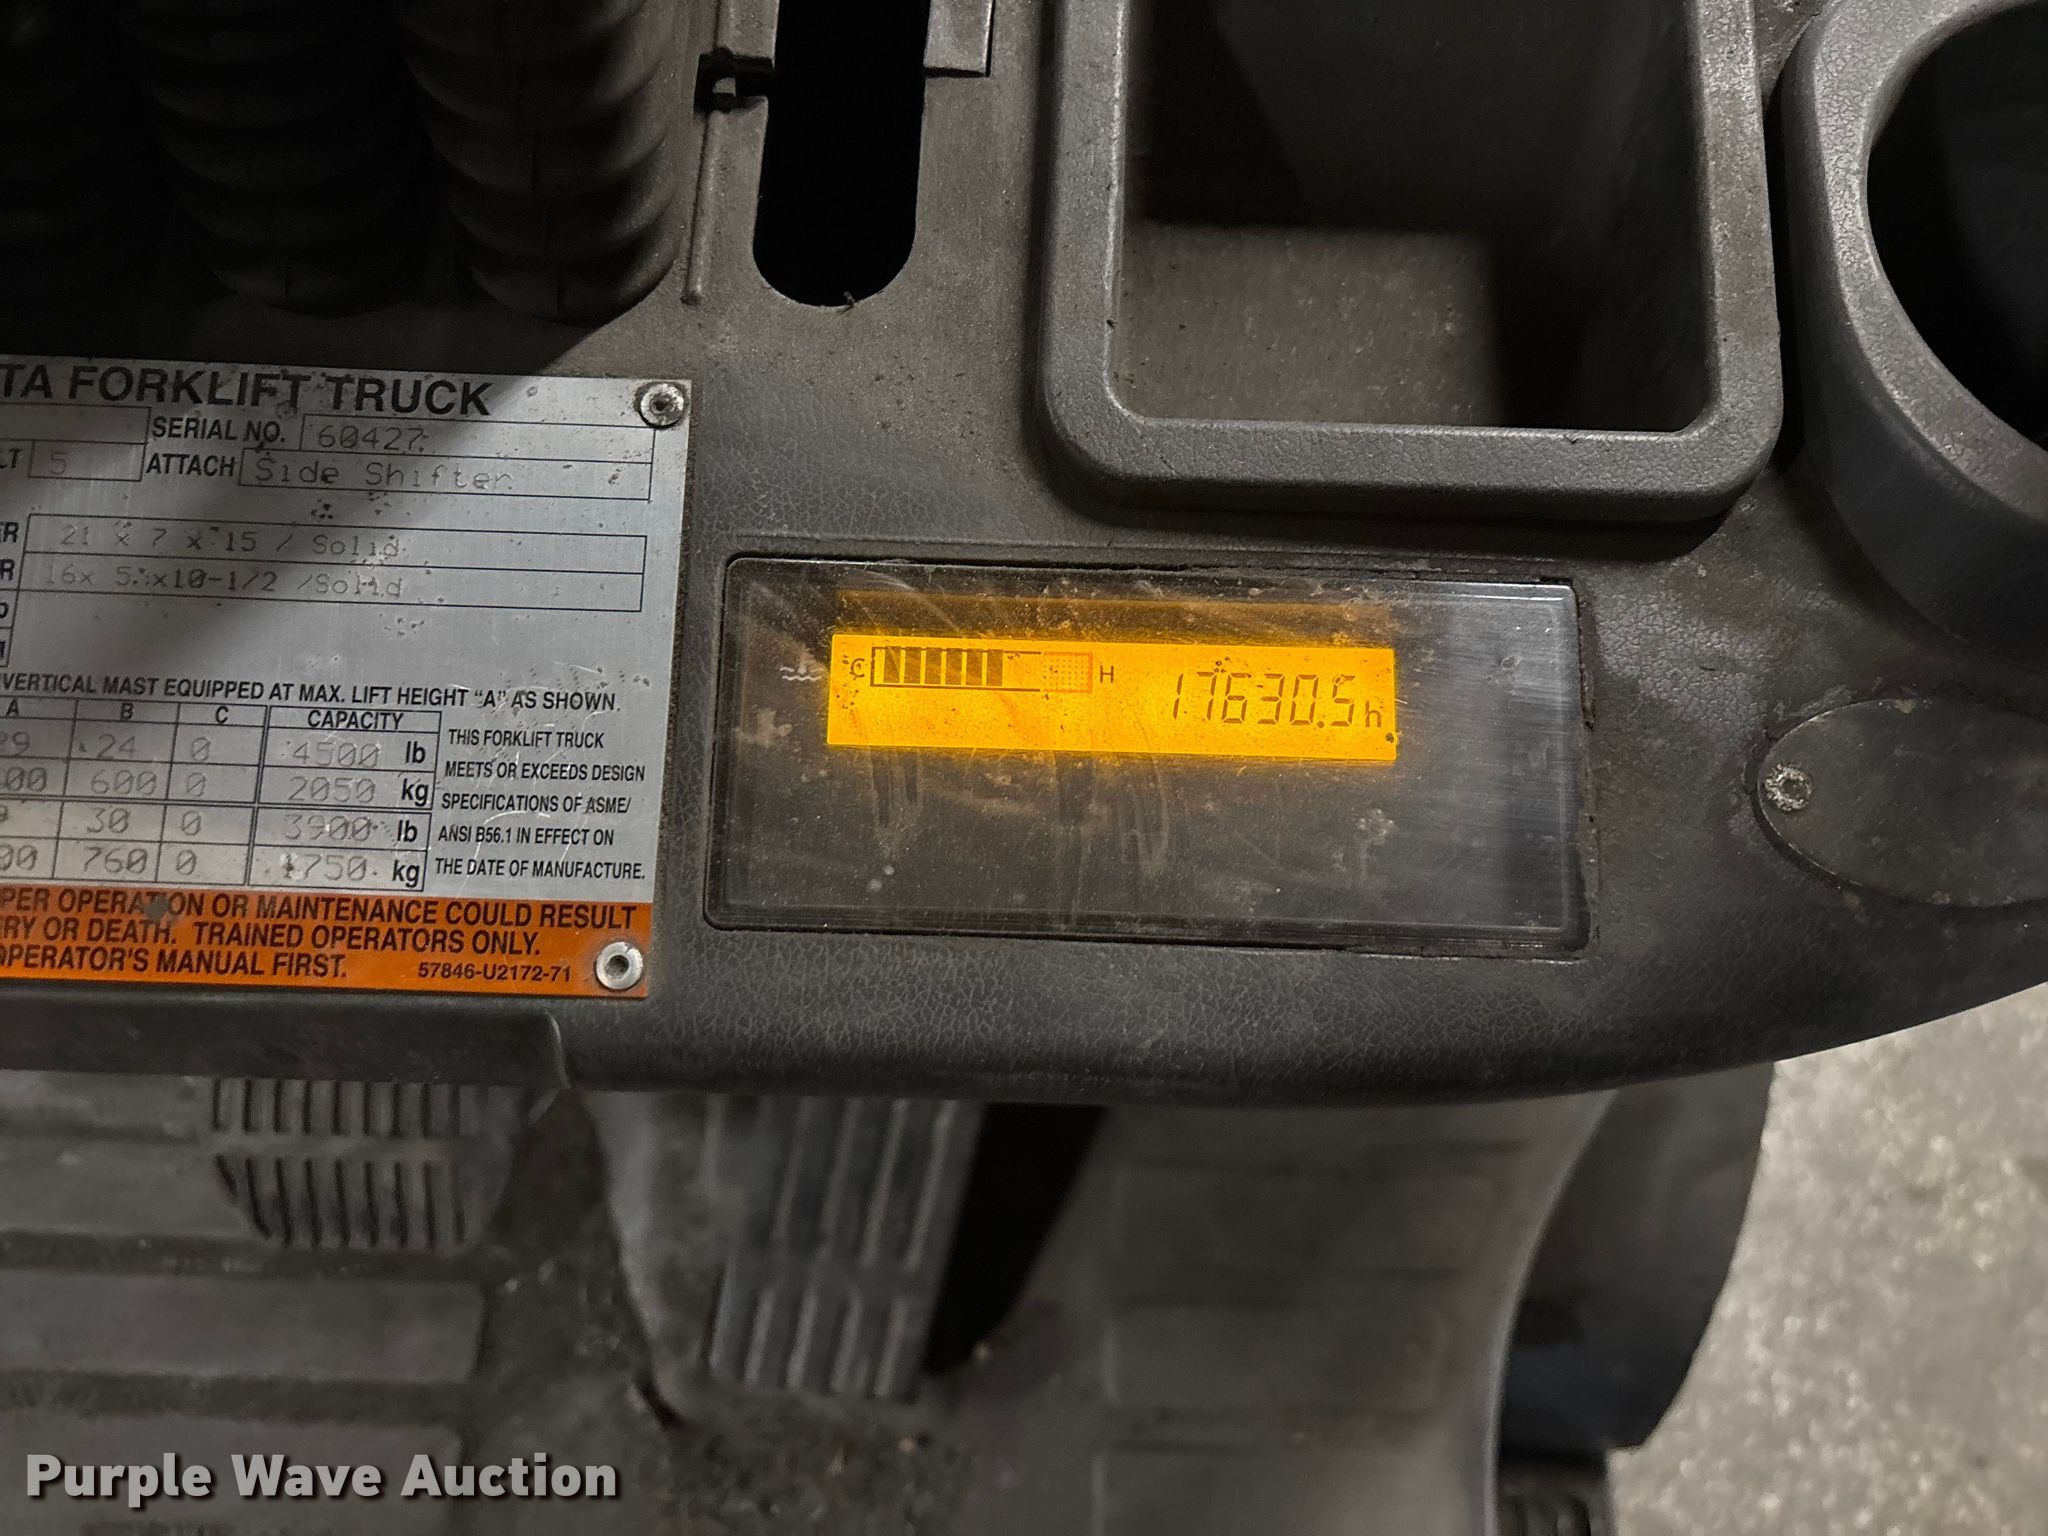 TA FORKLIFT TRUCK
SERIAL NO. 60427
LT 5 ATTACH Side Shifter
21 x 7 x 15 / Solid
16x 5 x10-1/2 /Solid
VERTICAL MAST EQUIPPED AT MAX. LIFT HEIGHT "A" AS SHOWN.
A B C CAPACITY
24 0 4500 lb
600 0 2050 kg
30 0 3900 lb
760 0 1750 kg
THIS FORKLIFT TRUCK
MEETS OR EXCEEDS DESIGN
SPECIFICATIONS OF ASME/
ANSI B56.1 IN EFFECT ON
THE DATE OF MANUFACTURE.
PER OPERATION OR MAINTENANCE COULD RESULT
RY OR DEATH. TRAINED OPERATORS ONLY.
OPERATOR'S MANUAL FIRST. 57846-U2172-71
C H 17630.5h
Purple Wave Auction